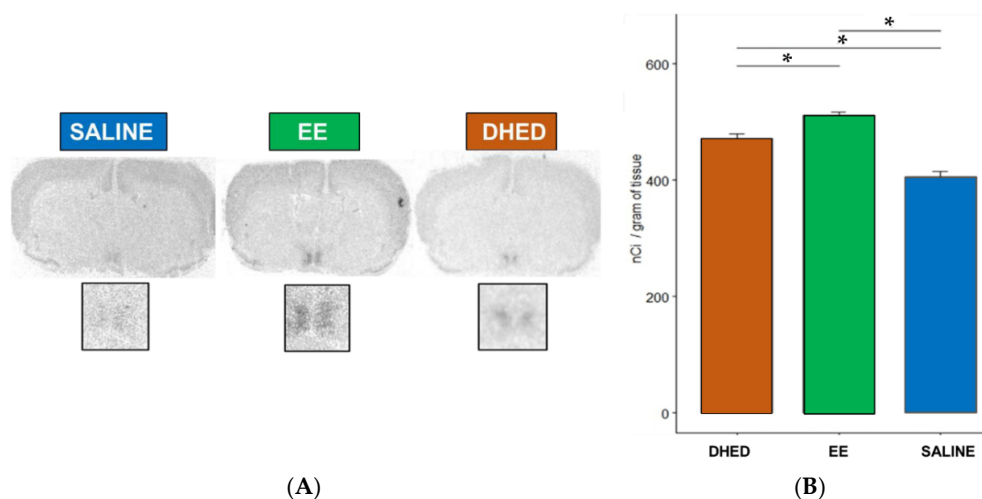 SALINE
EE
DHED
(A)
nCi / gram of tissue
600
400
200
0
*
*
*
DHED
EE
SALINE
(B)